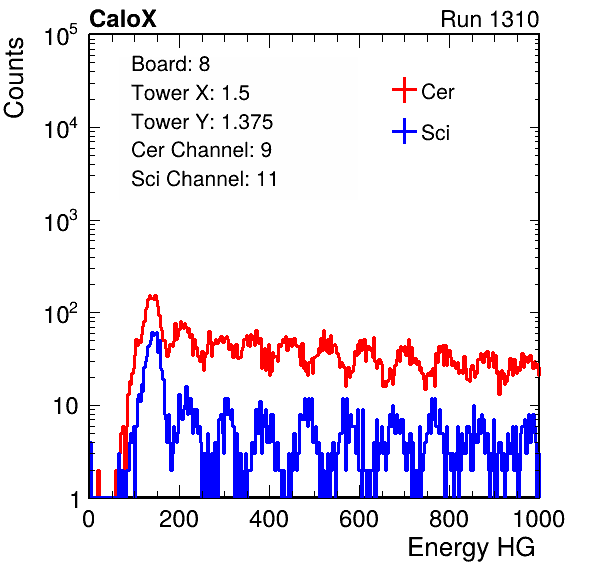 CaloX Run 1310
Counts
10^5
10^4
10^3
10^2
10
1
Board: 8
Tower X: 1.5
Tower Y: 1.375
Cer Channel: 9
Sci Channel: 11
Cer
Sci
0 200 400 600 800 1000
Energy HG